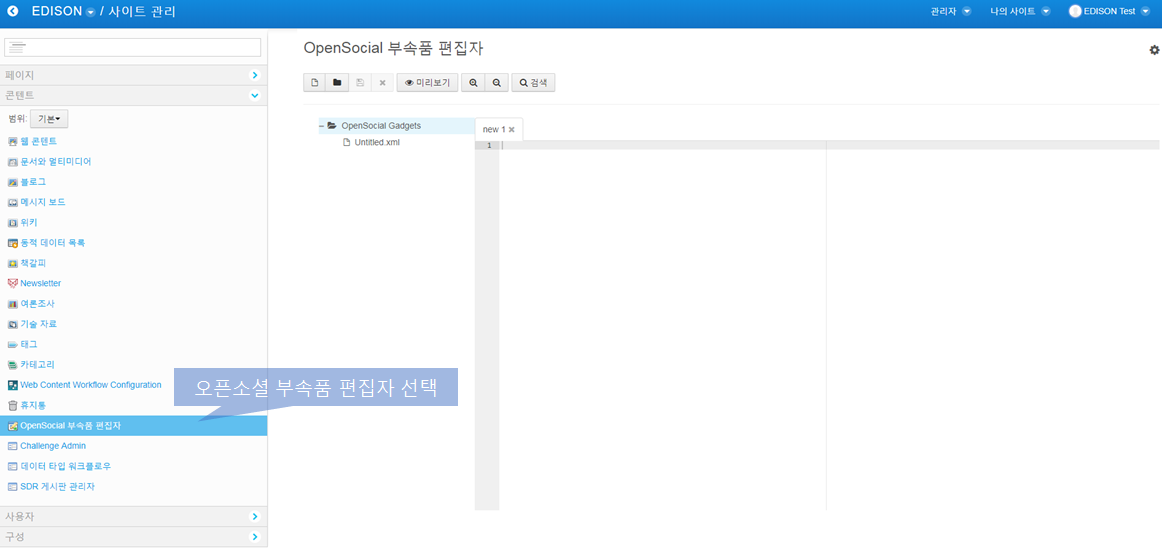 EDISON / 사이트 관리
관리자 나의 사이트 EDISON Test
페이지
콘텐트
범위: 기본
웹 콘텐트
문서와 멀티미디어
블로그
메시지 보드
위키
동적 데이터 목록
책갈피
Newsletter
여론조사
기술 자료
태그
카테고리
Web Content Workflow Configuration
휴지통
OpenSocial 부속품 편집자
Challenge Admin
데이터 타입 워크플로우
SDR 게시판 관리자
사용자
구성
오픈소셜 부속품 편집자 선택
OpenSocial 부속품 편집자
미리보기 검색
OpenSocial Gadgets
Untitled.xml
new 1
1